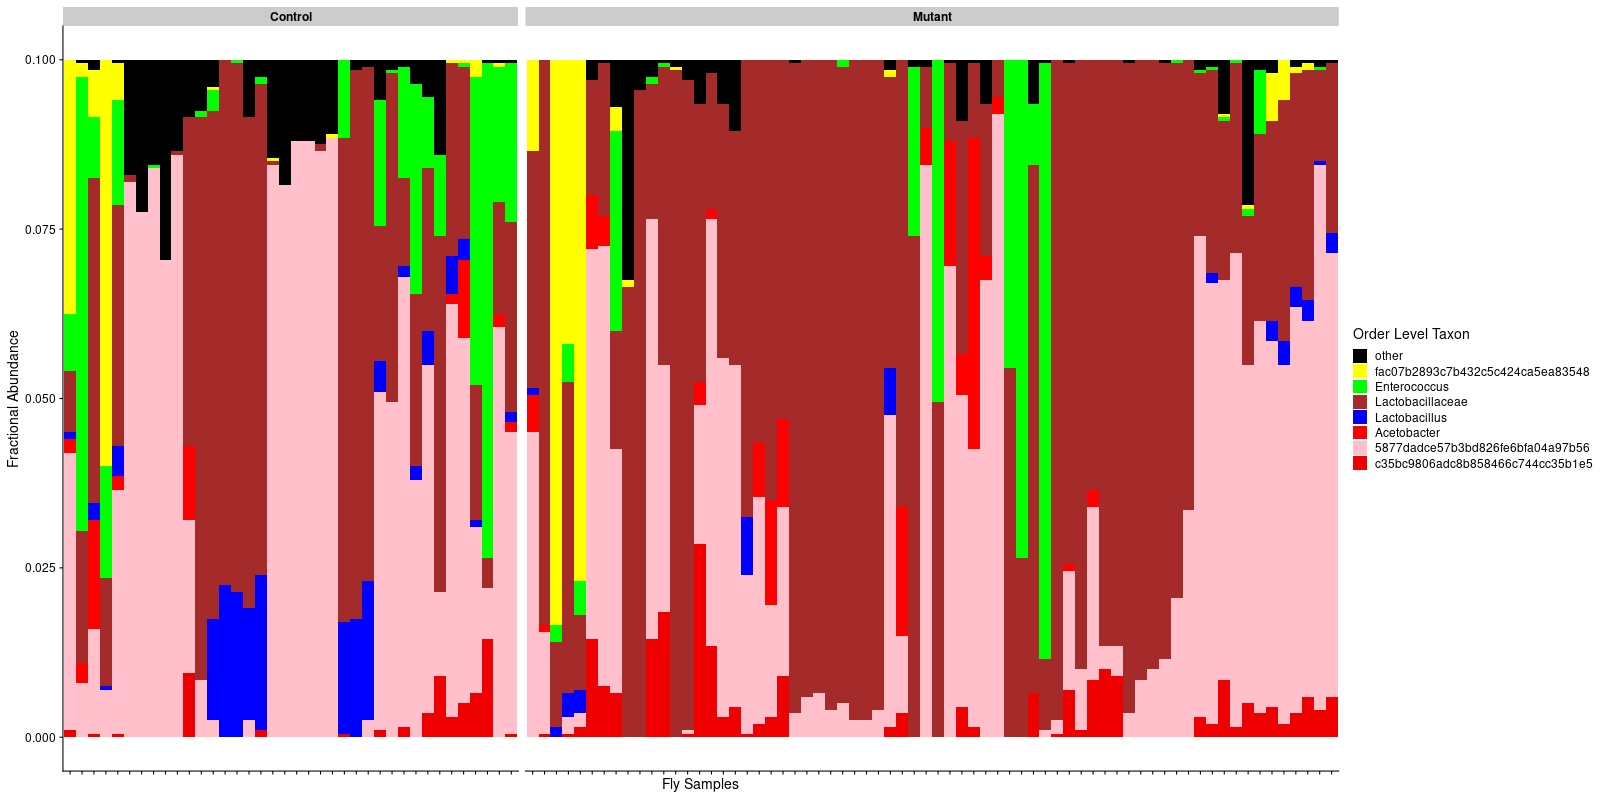 Control
Mutant
0.100
0.075
0.050
0.025
0.000
Fractional Abundance
Fly Samples
Order Level Taxon
other
fac07b2893c7b432c5c424ca5ea83548
Enterococcus
Lactobacillaceae
Lactobacillus
Acetobacter
5877dadce57b3bd826fe6bfa04a97b56
c35bc9806adc8b858466c744cc35b1e5